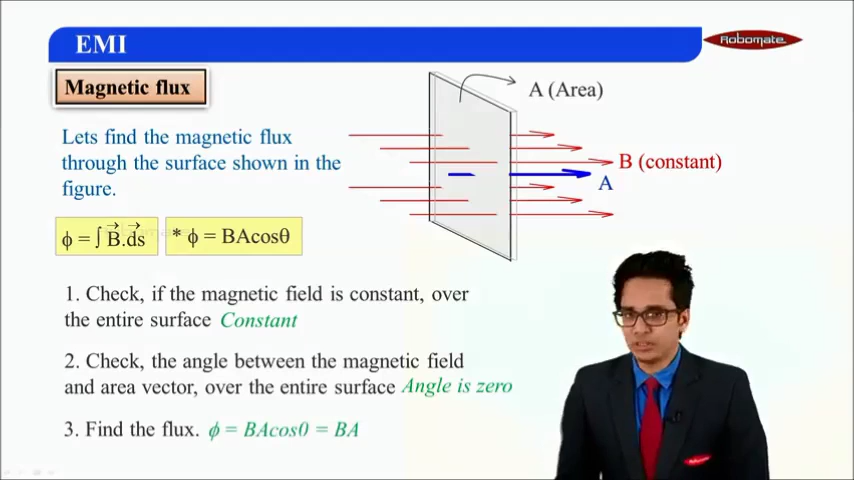 EMI
Robomate
Magnetic flux
A (Area)
Lets find the magnetic flux
through the surface shown in the
figure.
B (constant)
A
ϕ = ∫ B⃗.ds⃗
* ϕ = BAcosθ
1. Check, if the magnetic field is constant, over
the entire surface Constant
2. Check, the angle between the magnetic field
and area vector, over the entire surface Angle is zero
3. Find the flux. ϕ = BAcos0 = BA